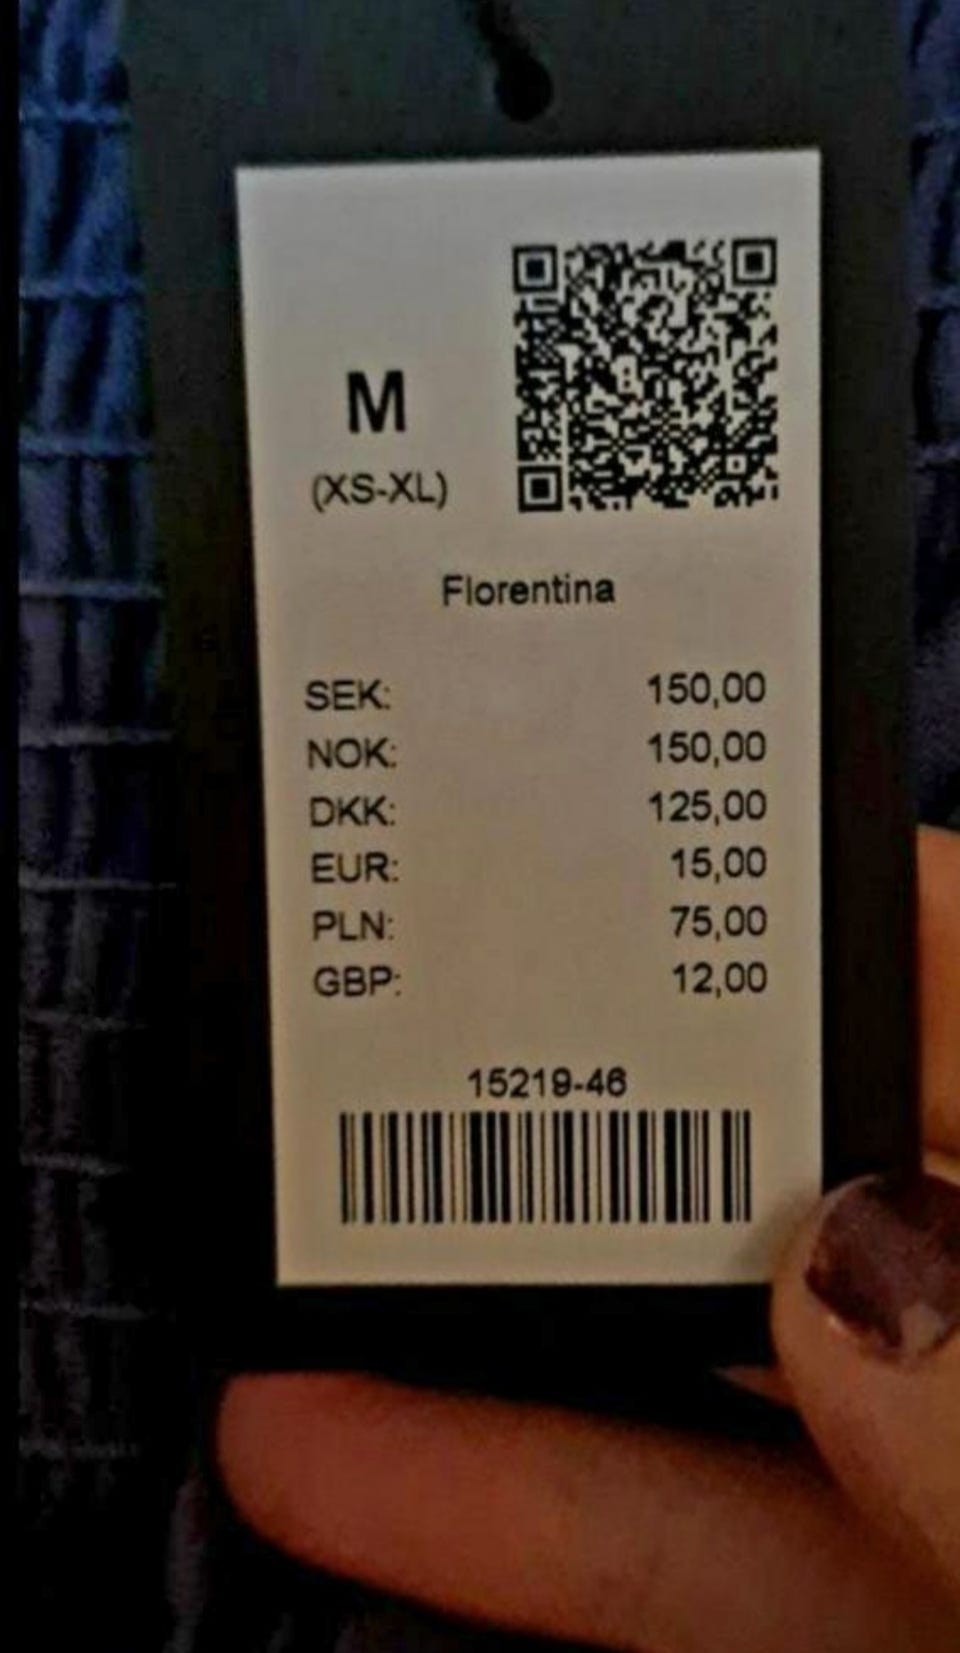 M
(XS-XL)
Florentina
SEK: 150,00
NOK: 150,00
DKK: 125,00
EUR: 15,00
PLN: 75,00
GBP: 12,00
15219-46